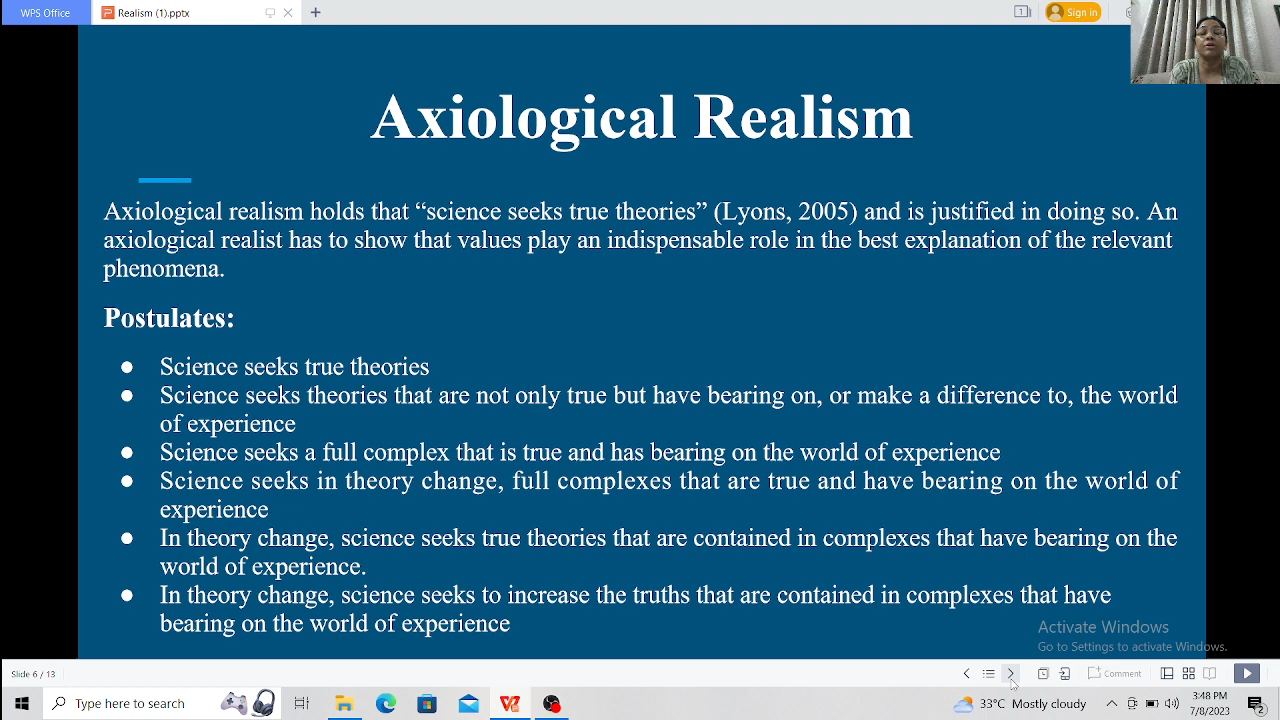 WPS Office
Realism (1).pptx
Sign in
Axiological Realism
Axiological realism holds that “science seeks true theories” (Lyons, 2005) and is justified in doing so. An
axiological realist has to show that values play an indispensable role in the best explanation of the relevant
phenomena.
Postulates:
● Science seeks true theories
● Science seeks theories that are not only true but have bearing on, or make a difference to, the world
of experience
● Science seeks a full complex that is true and has bearing on the world of experience
● Science seeks in theory change, full complexes that are true and have bearing on the world of
experience
● In theory change, science seeks true theories that are contained in complexes that have bearing on the
world of experience.
● In theory change, science seeks to increase the truths that are contained in complexes that have
bearing on the world of experience
Activate Windows
Go to Settings to activate Windows.
Slide 6 / 13
Comment
Type here to search
33°C Mostly cloudy
3:48 PM
7/8/2023
2